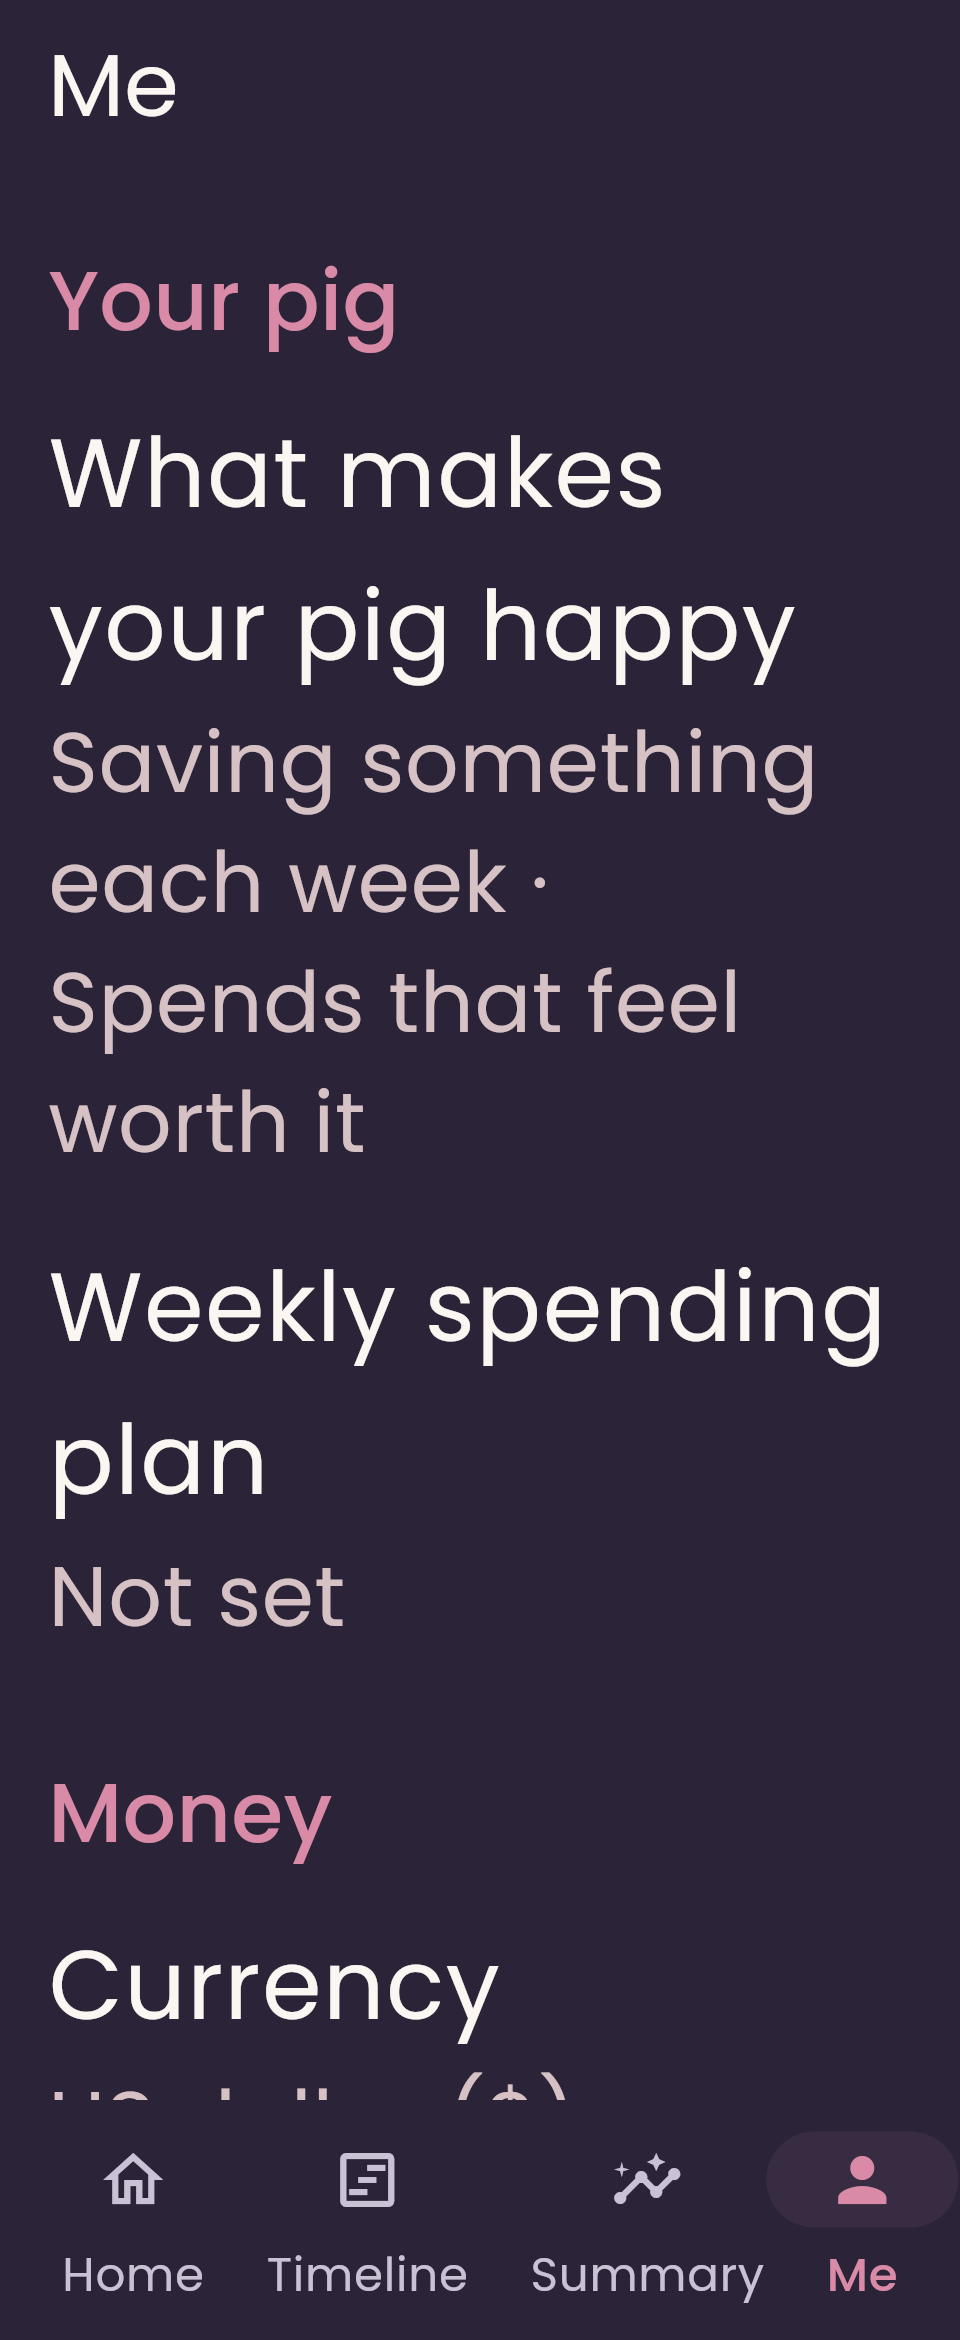 Me
Your pig
What makes
your pig happy
Saving something
each week ·
Spends that feel
worth it
Weekly spending
plan
Not set
Money
Currency
($)
Home
Timeline
Summary
Me